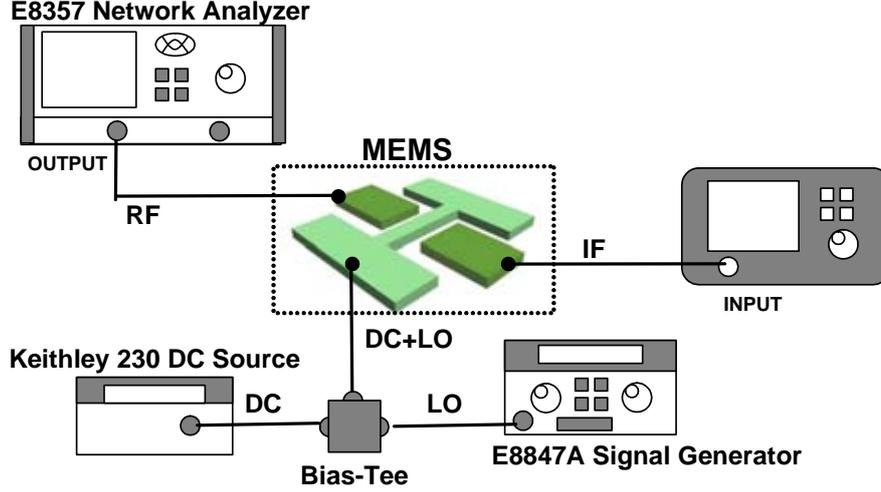 E8357 Network Analyzer
MEMS
OUTPUT
RF
IF
INPUT
DC+LO
Keithley 230 DC Source
DC
LO
E8847A Signal Generator
Bias-Tee